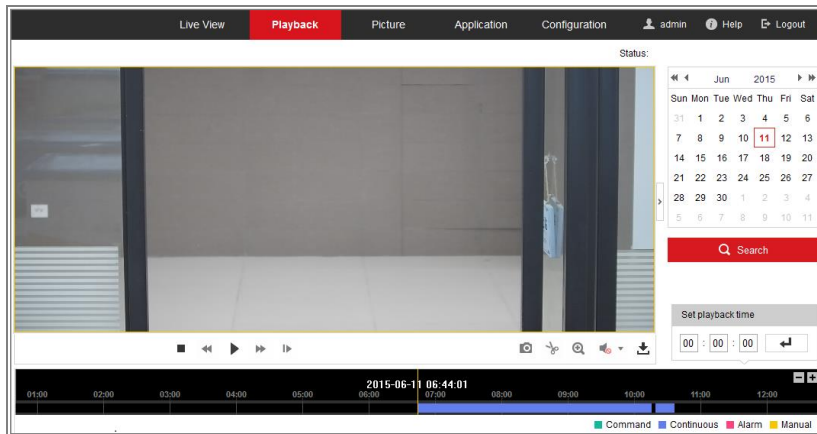 Live View Playback Picture Application Configuration admin Help Logout
Status:
Jun 2015
Sun Mon Tue Wed Thu Fri Sat
31 1 2 3 4 5 6
7 8 9 10 11 12 13
14 15 16 17 18 19 20
21 22 23 24 25 26 27
28 29 30 1 2 3 4
5 6 7 8 9 10 11
Search
Set playback time
00 : 00 : 00
2015-06-11 06:44:01
01:00 02:00 03:00 04:00 05:00 06:00 07:00 08:00 09:00 10:00 11:00 12:00
Command Continuous Alarm Manual